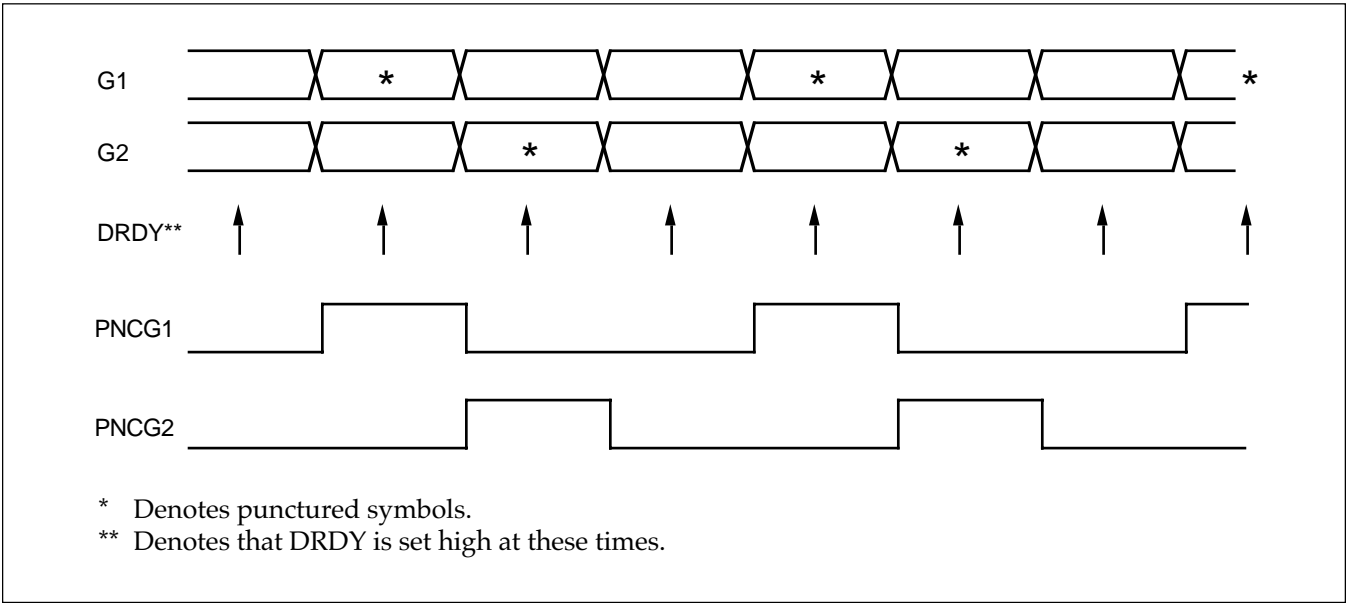 G1 * * *
G2 * *
DRDY**
PNCG1
PNCG2
* Denotes punctured symbols.
** Denotes that DRDY is set high at these times.